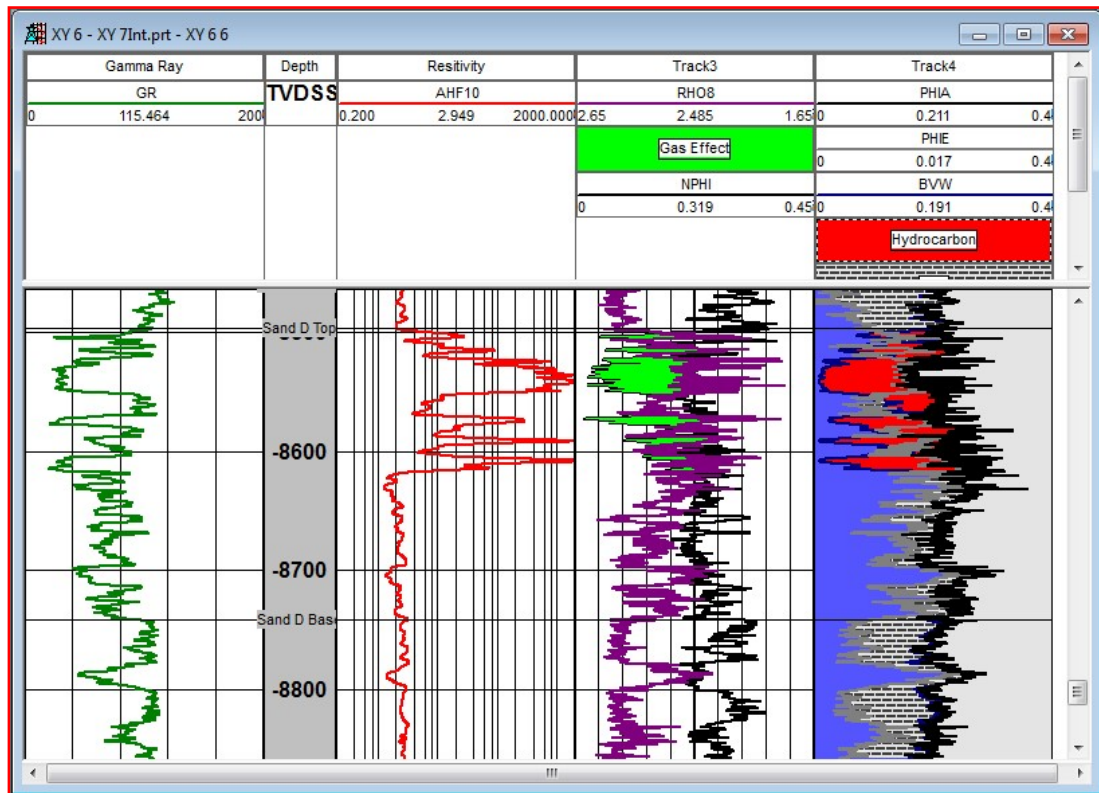 XY 6 - XY 7Int.prt - XY 6 6
Gamma Ray Depth Resitivity Track3 Track4
GR TVDSS AHF10 RHO8 PHIA
0 115.464 200 0.200 2.949 2000.000 2.65 2.485 1.65 0 0.211 0.4
Gas Effect PHIE
0 0.017 0.4
NPHI BVW
0 0.319 0.45 0 0.191 0.4
Hydrocarbon
Sand D Top
-8600
-8700
Sand D Base
-8800